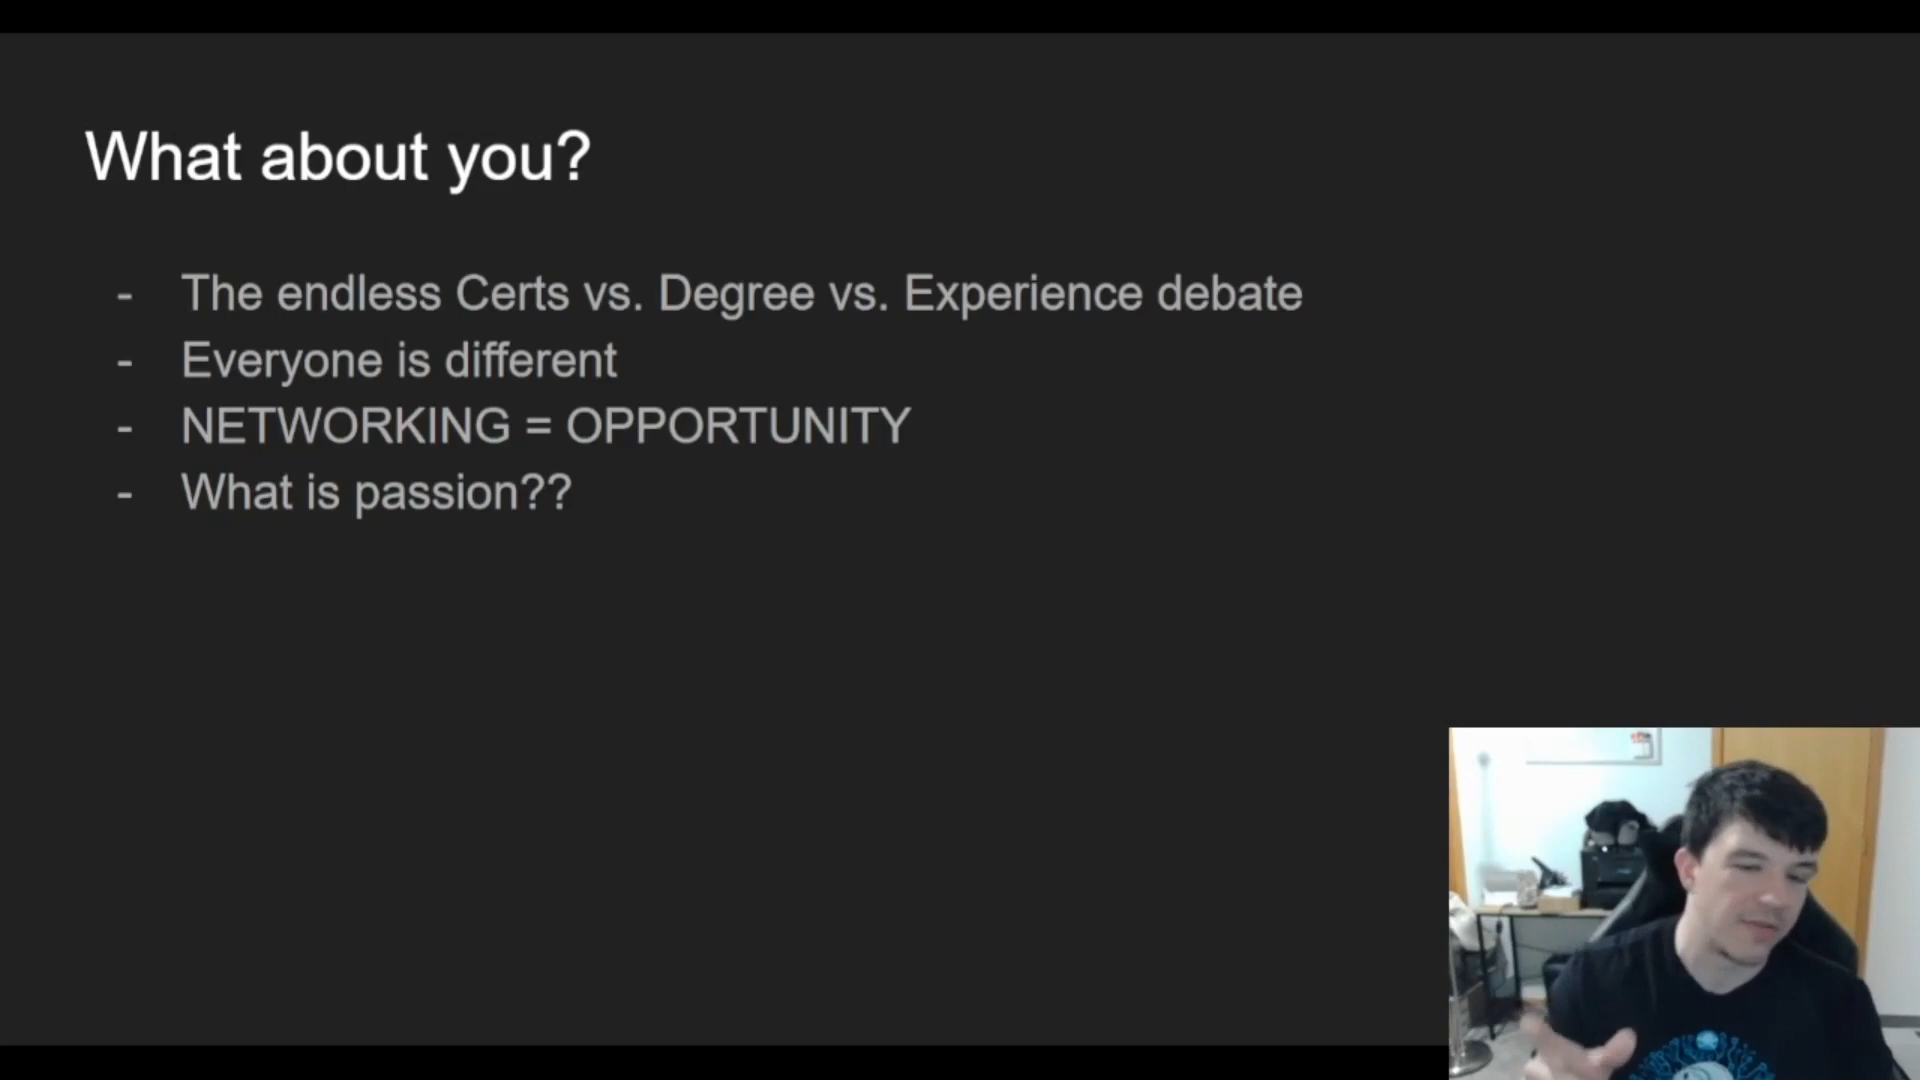 What about you?
- The endless Certs vs. Degree vs. Experience debate
- Everyone is different
- NETWORKING = OPPORTUNITY
- What is passion??